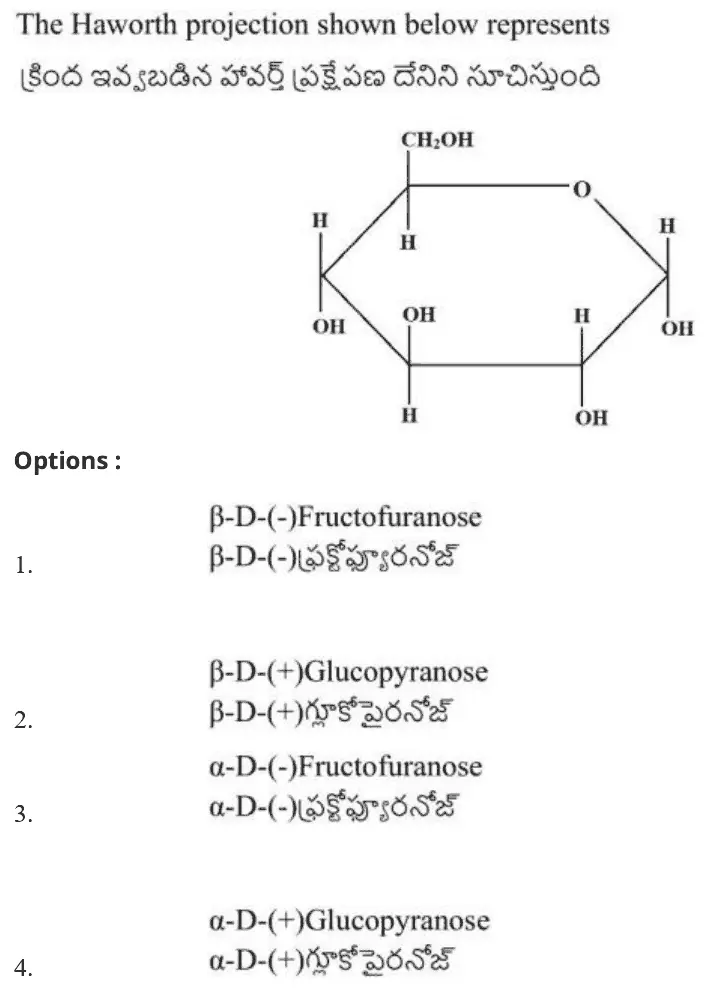 The Haworth projection shown below represents
క్రింద ఇవ్వబడిన హావర్త్ ప్రక్షేపణ దేనిని సూచిస్తుంది
CH₂OH
O
H
H
H
OH
OH
H
OH
H
OH
Options :
β-D-(-)Fructofuranose
1. β-D-(-)ఫ్రక్టోఫ్యూరనోజ్
β-D-(+)Glucopyranose
2. β-D-(+)గ్లూకోపైరనోజ్
α-D-(-)Fructofuranose
3. α-D-(-)ఫ్రక్టోఫ్యూరనోజ్
α-D-(+)Glucopyranose
4. α-D-(+)గ్లూకోపైరనోజ్